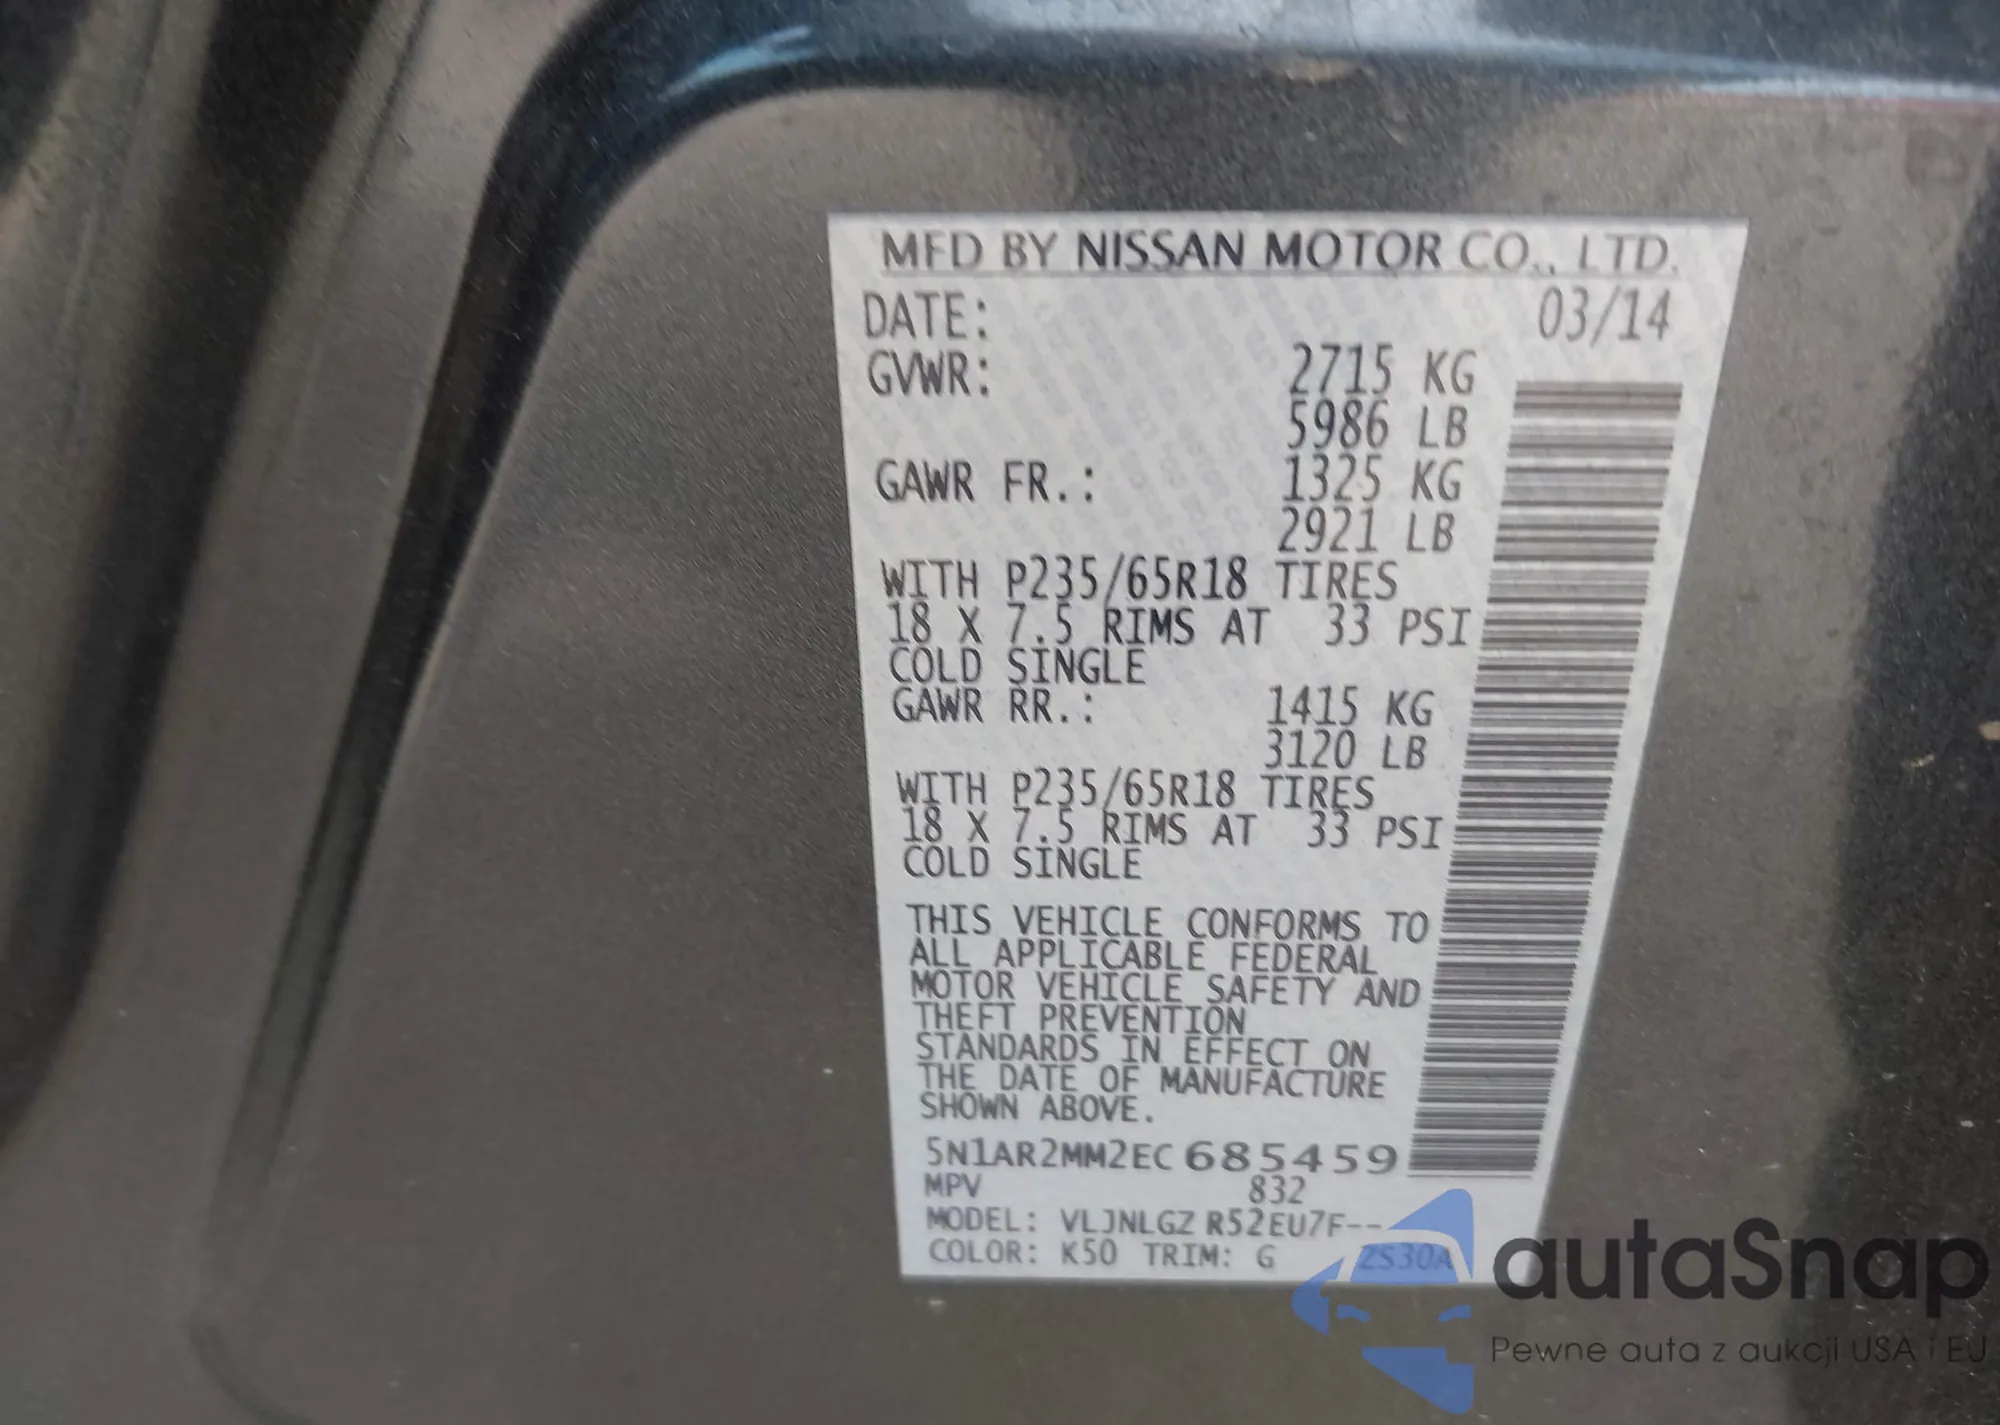 MFD BY NISSAN MOTOR CO., LTD.
DATE: 03/14
GVWR: 2715 KG
5986 LB
GAWR FR.: 1325 KG
2921 LB
WITH P235/65R18 TIRES
18 X 7.5 RIMS AT 33 PSI
COLD SINGLE
GAWR RR.: 1415 KG
3120 LB
WITH P235/65R18 TIRES
18 X 7.5 RIMS AT 33 PSI
COLD SINGLE
THIS VEHICLE CONFORMS TO
ALL APPLICABLE FEDERAL
MOTOR VEHICLE SAFETY AND
THEFT PREVENTION
STANDARDS IN EFFECT ON
THE DATE OF MANUFACTURE
SHOWN ABOVE.
5N1AR2MM2EC685459
MPV 832
MODEL: VLJNLGZ R52EU7F--
COLOR: K50 TRIM: G 2S30A
autaSnap
Pewne auta z aukcji USA i EU